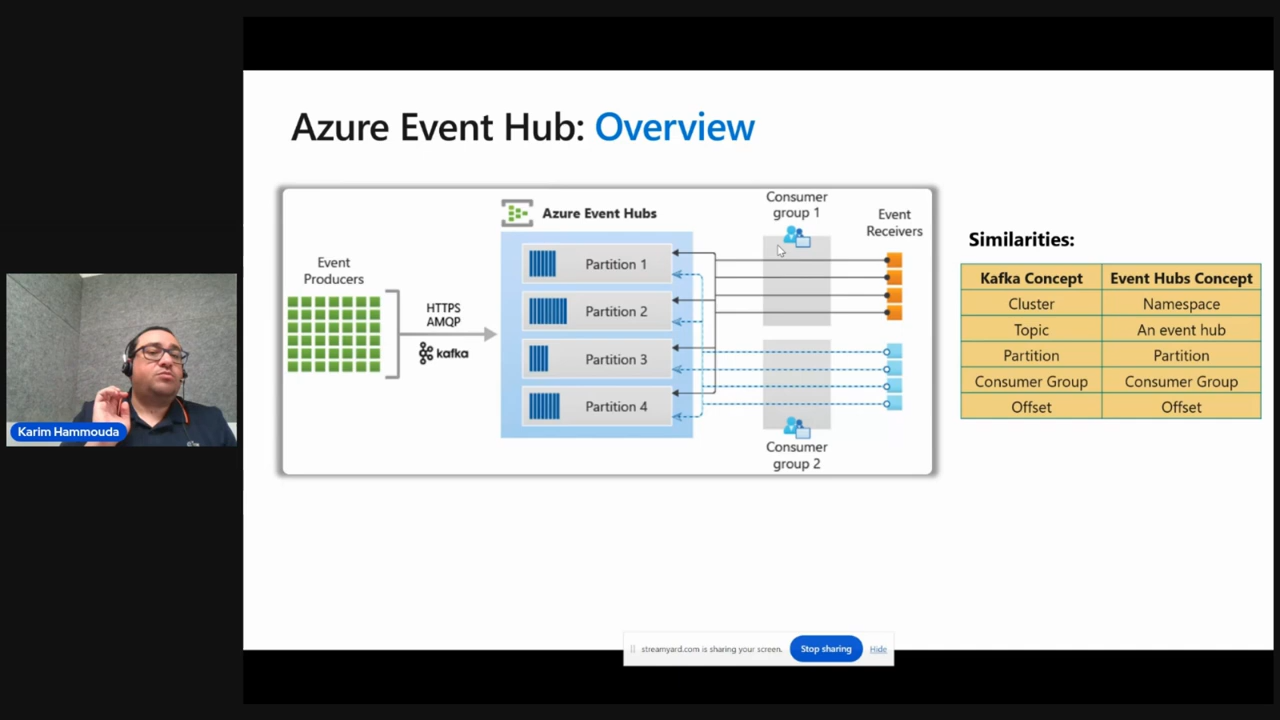 Azure Event Hub: Overview
Azure Event Hubs
Event
Producers
HTTPS
AMQP
kafka
Partition 1
Partition 2
Partition 3
Partition 4
Consumer
group 1
Event
Receivers
Consumer
group 2
Similarities:
Kafka Concept Event Hubs Concept
Cluster Namespace
Topic An event hub
Partition Partition
Consumer Group Consumer Group
Offset Offset
Karim Hammouda
streamyard.com is sharing your screen. Stop sharing Hide